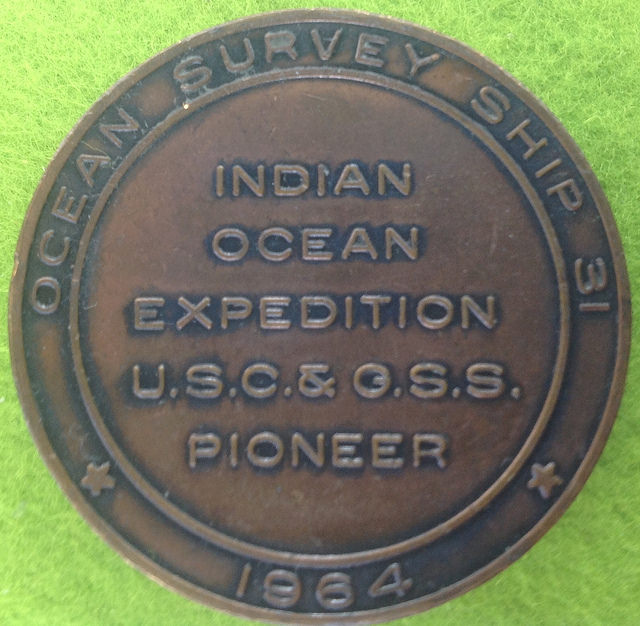 OCEAN SURVEY SHIP 31
INDIAN
OCEAN
EXPEDITION
U.S.C.& G.S.S.
PIONEER
1964